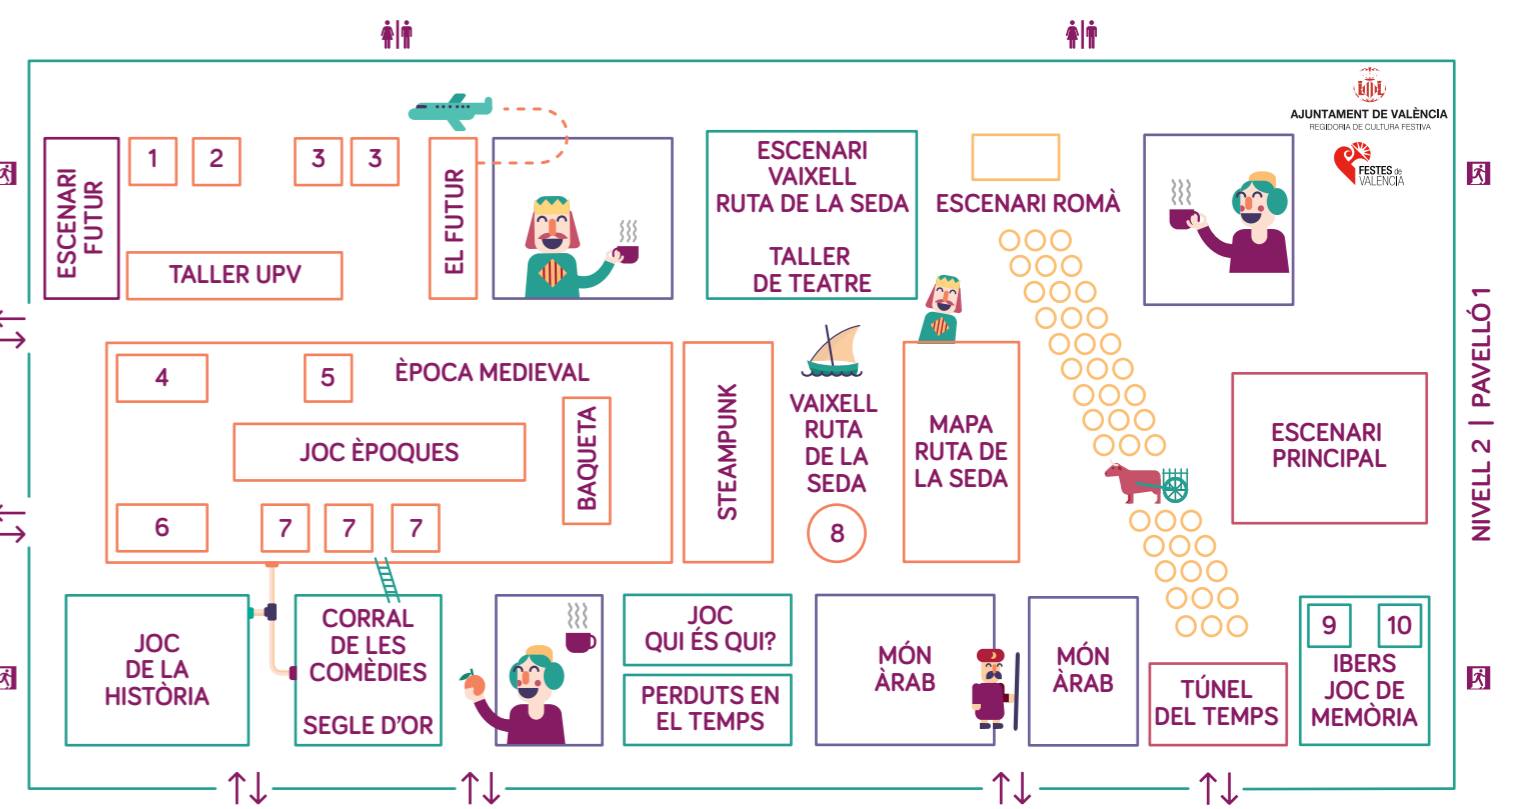 AJUNTAMENT DE VALÈNCIA
REGIDORIA DE CULTURA FESTIVA
FESTES de
VALÈNCIA
ESCENARI
FUTUR
1
2
3
3
TALLER UPV
EL FUTUR
ESCENARI
VAIXELL
RUTA DE LA SEDA
TALLER
DE TEATRE
ESCENARI ROMÀ
4
5
ÈPOCA MEDIEVAL
JOC ÈPOQUES
BAQUETA
6
7
7
7
STEAMPUNK
VAIXELL
RUTA
DE LA
SEDA
8
MAPA
RUTA DE
LA SEDA
ESCENARI
PRINCIPAL
NIVELL 2 | PAVELLÓ 1
JOC
DE LA
HISTÒRIA
CORRAL
DE LES
COMÈDIES
SEGLE D'OR
JOC
QUI ÉS QUI?
PERDUTS EN
EL TEMPS
MÓN
ÀRAB
MÓN
ÀRAB
TÚNEL
DEL TEMPS
9
10
IBERS
JOC DE
MEMÒRIA